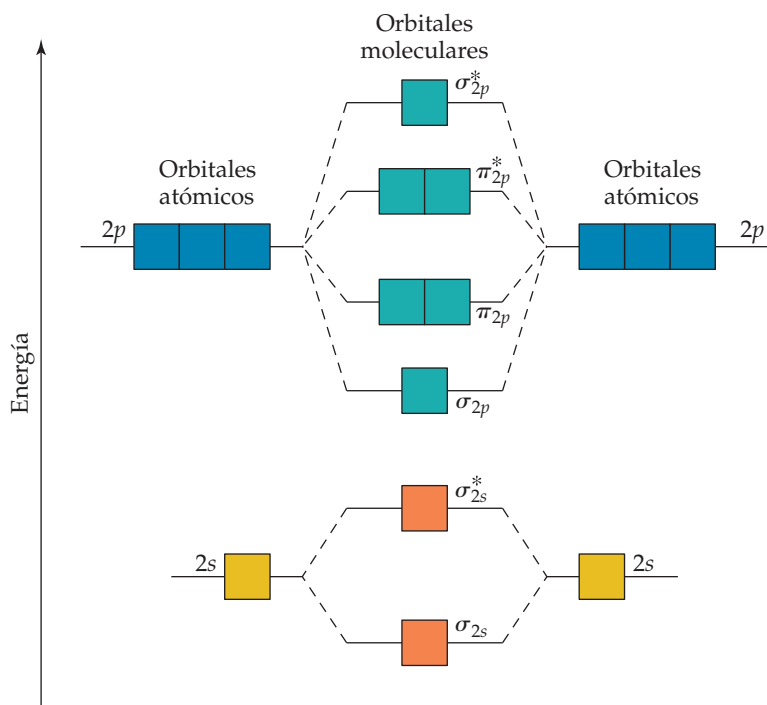 Orbitales
moleculares
σ*2p
Orbitales
atómicos
π*2p
Orbitales
atómicos
2p
2p
π2p
σ2p
Energía
σ*2s
2s
2s
σ2s